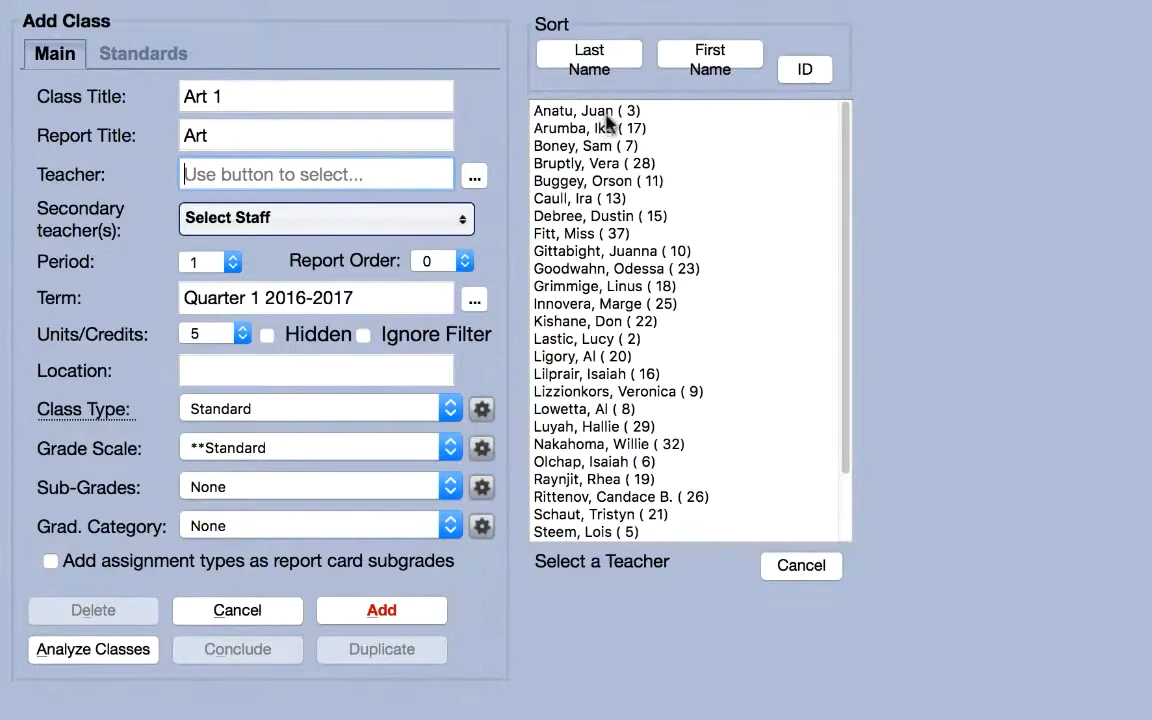 Add Class
Main Standards
Class Title: Art 1
Report Title: Art
Teacher: Use button to select... ...
Secondary teacher(s): Select Staff
Period: 1 Report Order: 0
Term: Quarter 1 2016-2017 ...
Units/Credits: 5 Hidden Ignore Filter
Location:
Class Type: Standard
Grade Scale: **Standard
Sub-Grades: None
Grad. Category: None
Add assignment types as report card subgrades
Delete Cancel Add
Analyze Classes Conclude Duplicate
Sort
Last Name First Name ID
Anatu, Juan ( 3)
Arumba, ( 17)
Boney, Sam ( 7)
Bruptly, Vera ( 28)
Buggey, Orson ( 11)
Caull, Ira ( 13)
Debree, Dustin ( 15)
Fitt, Miss ( 37)
Gittabight, Juanna ( 10)
Goodwahn, Odessa ( 23)
Grimmige, Linus ( 18)
Innovera, Marge ( 25)
Kishane, Don ( 22)
Lastic, Lucy ( 2)
Ligory, Al ( 20)
Lilprair, Isaiah ( 16)
Lizzionkors, Veronica ( 9)
Lowetta, Al ( 8)
Luyah, Hallie ( 29)
Nakahoma, Willie ( 32)
Olchap, Isaiah ( 6)
Raynjit, Rhea ( 19)
Rittenov, Candace B. ( 26)
Schaut, Tristyn ( 21)
Steem, Lois ( 5)
Select a Teacher Cancel